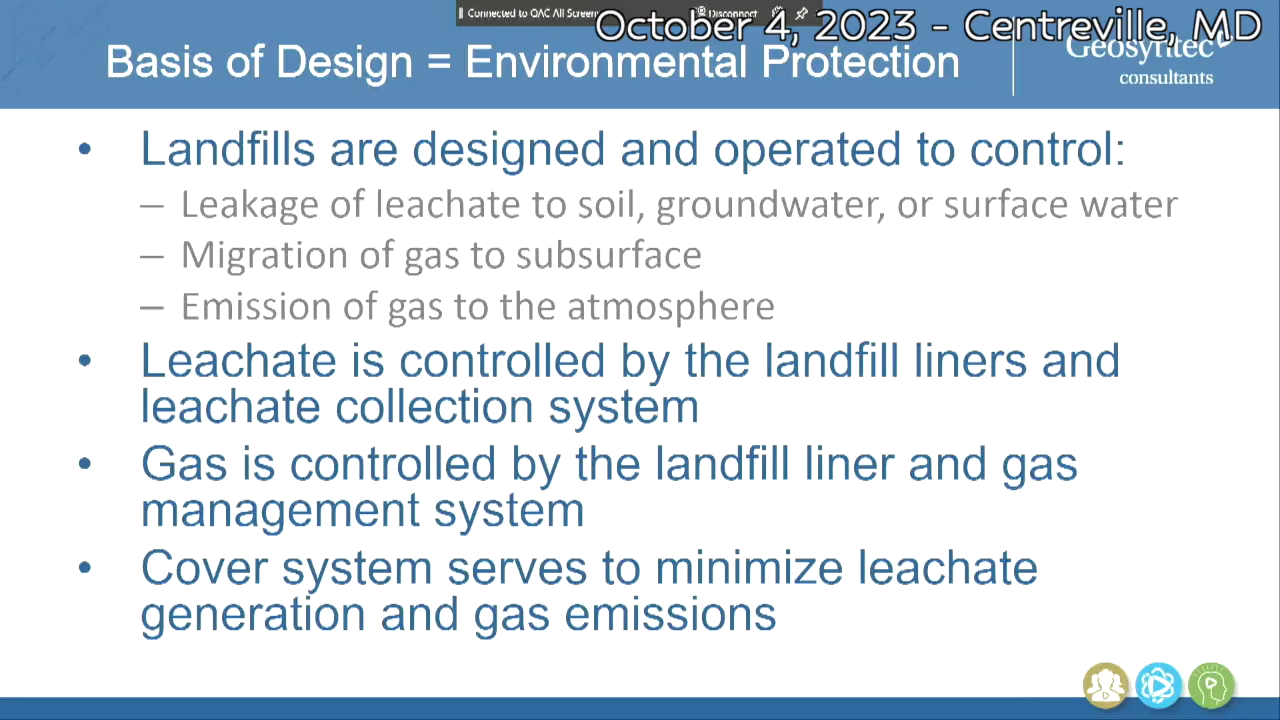 Connected to QAC All Screens
Disconnect
October 4, 2023 - Centreville, MD
Basis of Design = Environmental Protection
Geosyntec
consultants
• Landfills are designed and operated to control:
– Leakage of leachate to soil, groundwater, or surface water
– Migration of gas to subsurface
– Emission of gas to the atmosphere
• Leachate is controlled by the landfill liners and
leachate collection system
• Gas is controlled by the landfill liner and gas
management system
• Cover system serves to minimize leachate
generation and gas emissions